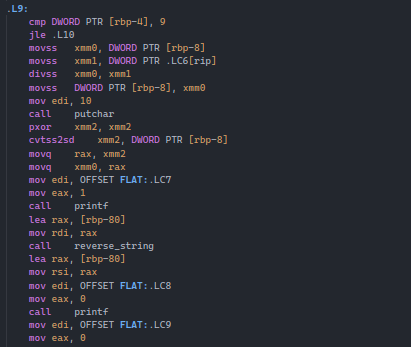 .L9:
cmp DWORD PTR [rbp-4], 9
jle .L10
movss xmm0, DWORD PTR [rbp-8]
movss xmm1, DWORD PTR .LC6[rip]
divss xmm0, xmm1
movss DWORD PTR [rbp-8], xmm0
mov edi, 10
call putchar
pxor xmm2, xmm2
cvtss2sd xmm2, DWORD PTR [rbp-8]
movq rax, xmm2
movq xmm0, rax
mov edi, OFFSET FLAT:.LC7
mov eax, 1
call printf
lea rax, [rbp-80]
mov rdi, rax
call reverse_string
lea rax, [rbp-80]
mov rsi, rax
mov edi, OFFSET FLAT:.LC8
mov eax, 0
call printf
mov edi, OFFSET FLAT:.LC9
mov eax, 0